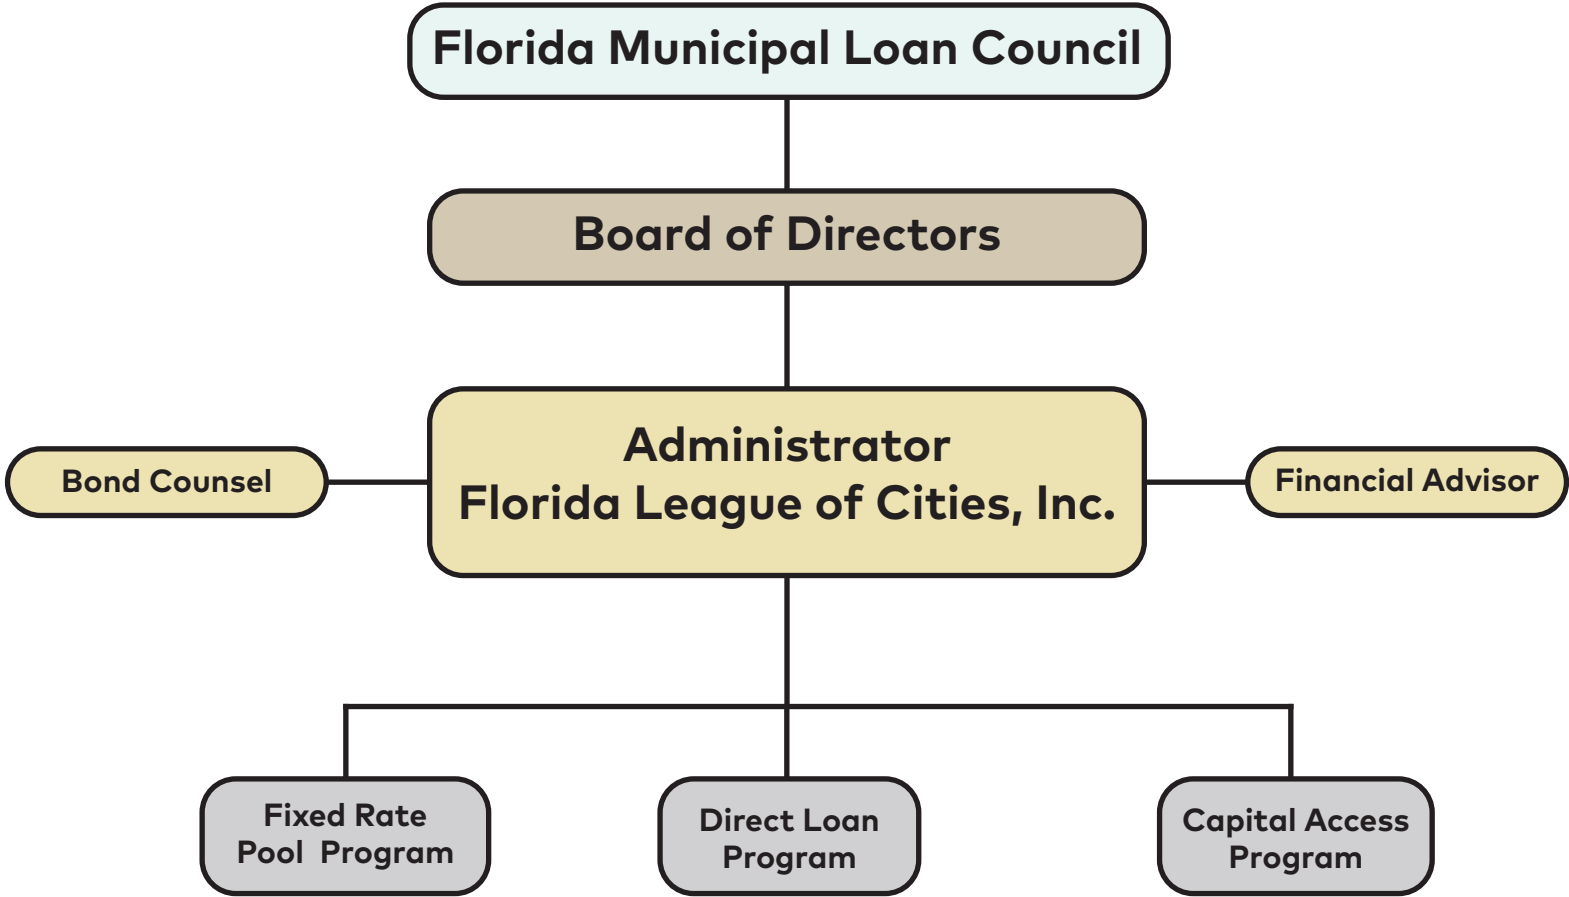 Florida Municipal Loan Council
Board of Directors
Administrator
Florida League of Cities, Inc.
Bond Counsel
Financial Advisor
Fixed Rate
Pool Program
Direct Loan
Program
Capital Access
Program